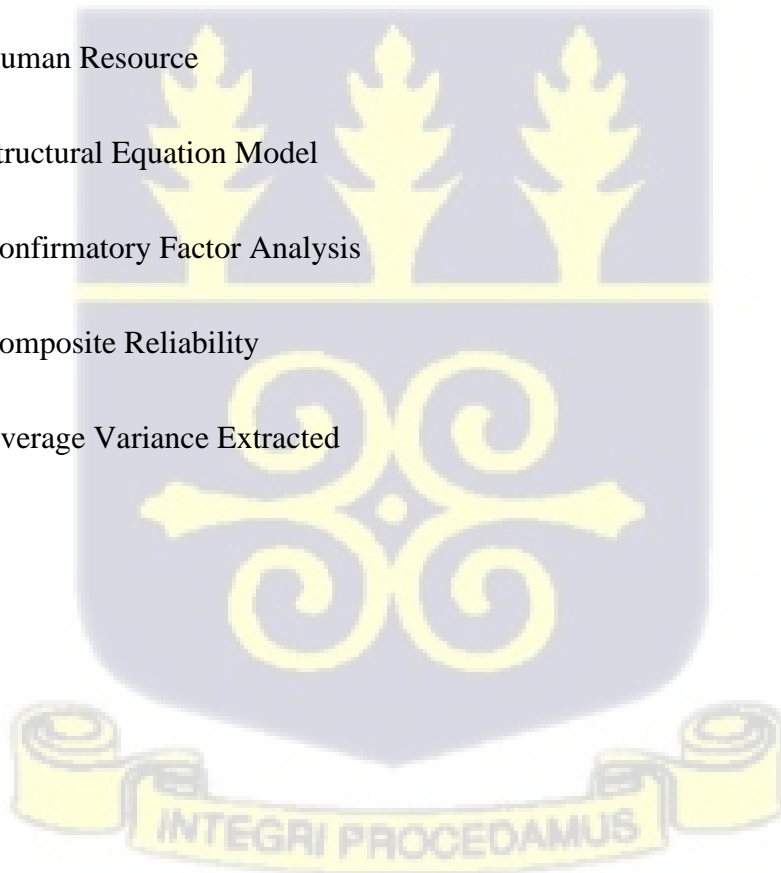 uman Resource
tructural Equation Model
onfirmatory Factor Analysis
omposite Reliability
verage Variance Extracted
INTEGRI PROCEDAMUS